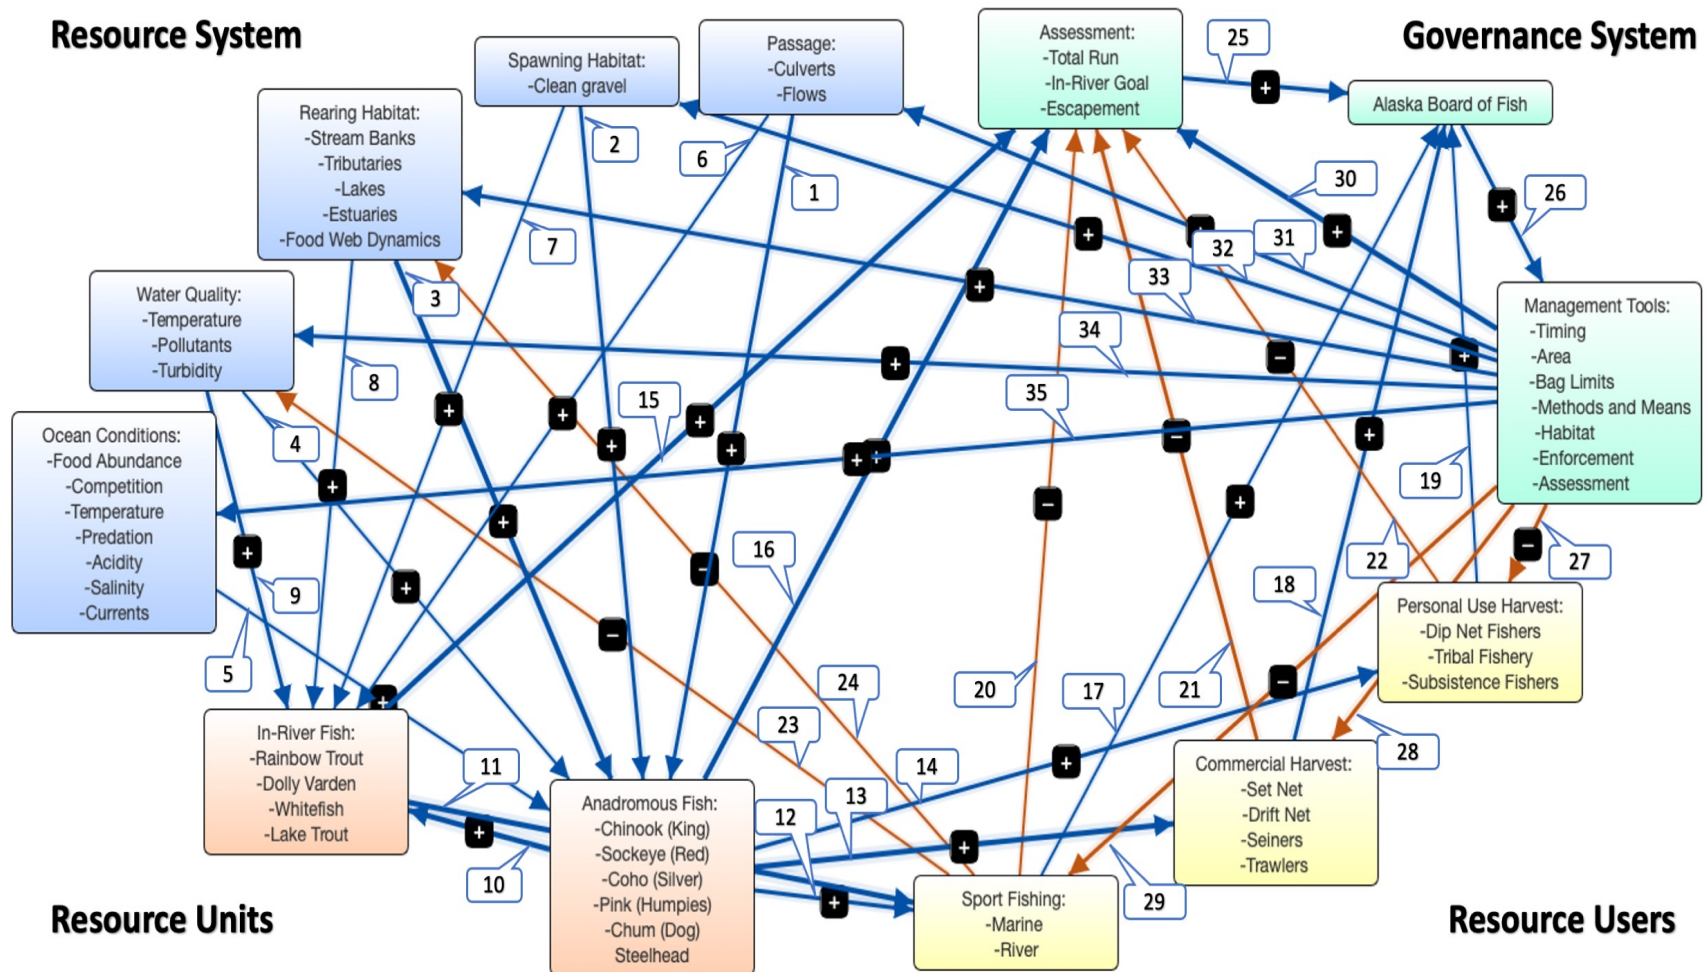 Resource System
Governance System
Spawning Habitat:
-Clean gravel
Passage:
-Culverts
-Flows
Assessment:
-Total Run
-In-River Goal
-Escapement
25
+
Alaska Board of Fish
Rearing Habitat:
-Stream Banks
-Tributaries
-Lakes
-Estuaries
-Food Web Dynamics
2
6
1
7
3
30
26
+
+
+
+
32
31
33
+
34
Water Quality:
-Temperature
-Pollutants
-Turbidity
8
4
+
+
+
+
15
+
+
+
35
−
+
Management Tools:
-Timing
-Area
-Bag Limits
-Methods and Means
-Habitat
-Enforcement
-Assessment
Ocean Conditions:
-Food Abundance
-Competition
-Temperature
-Predation
-Acidity
-Salinity
-Currents
+
+
+
+
+
−
+
−
+
19
+
9
5
+
−
−
16
24
23
20
17
21
18
22
−
27
28
−
Personal Use Harvest:
-Dip Net Fishers
-Tribal Fishery
-Subsistence Fishers
+
In-River Fish:
-Rainbow Trout
-Dolly Varden
-Whitefish
-Lake Trout
11
+
10
Anadromous Fish:
-Chinook (King)
-Sockeye (Red)
-Coho (Silver)
-Pink (Humpies)
-Chum (Dog)
Steelhead
12
13
14
+
+
+
Commercial Harvest:
-Set Net
-Drift Net
-Seiners
-Trawlers
29
Sport Fishing:
-Marine
-River
Resource Units
Resource Users